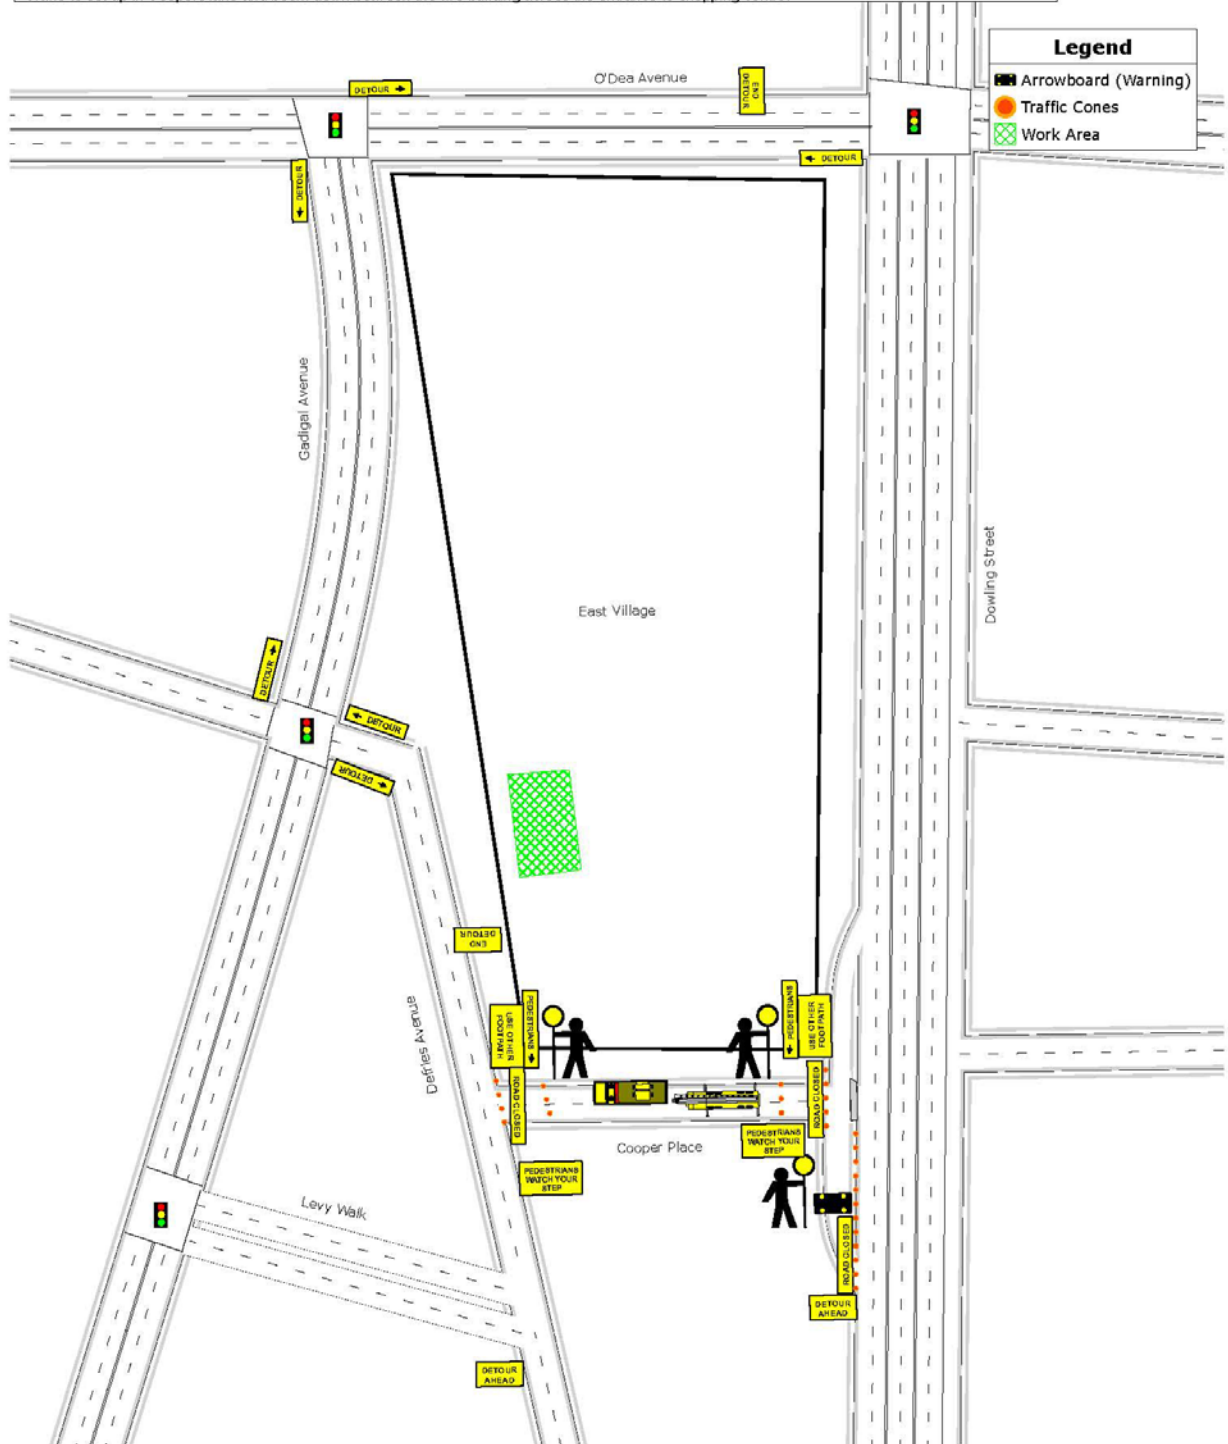 Legend
Arrowboard (Warning)
Traffic Cones
Work Area
O'Dea Avenue
DETOUR
END
DETOUR
DETOUR
DETOUR
Gadigal Avenue
Dowling Street
East Village
DETOUR
DETOUR
DETOUR
END
DETOUR
Defries Avenue
USE OTHER
FOOTPATH
PEDESTRIANS
PEDESTRIANS
USE OTHER
FOOTPATH
ROAD CLOSED
ROAD CLOSED
Cooper Place
PEDESTRIANS
WATCH YOUR
STEP
PEDESTRIANS
WATCH YOUR
STEP
Levy Walk
ROAD CLOSED
DETOUR
AHEAD
DETOUR
AHEAD